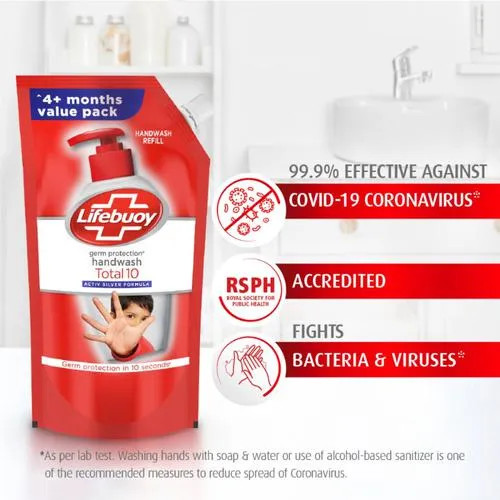 ^4+ months
value pack
HANDWASH
REFILL
Lifebuoy
germ protection*
handwash
Total 10
ACTIV SILVER FORMULA
Germ protection in 10 seconds*
99.9% EFFECTIVE AGAINST
COVID-19 CORONAVIRUS*
RSPH
ROYAL SOCIETY FOR
PUBLIC HEALTH
ACCREDITED
FIGHTS
BACTERIA & VIRUSES*
*As per lab test. Washing hands with soap & water or use of alcohol-based sanitizer is one
of the recommended measures to reduce spread of Coronavirus.